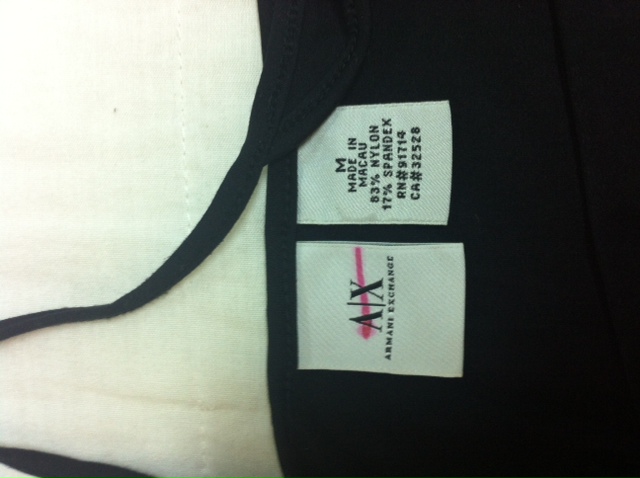 M
MADE IN
MACAU
83% NYLON
17% SPANDEX
RN#91714
CA#32528
A|X
ARMANI EXCHANGE